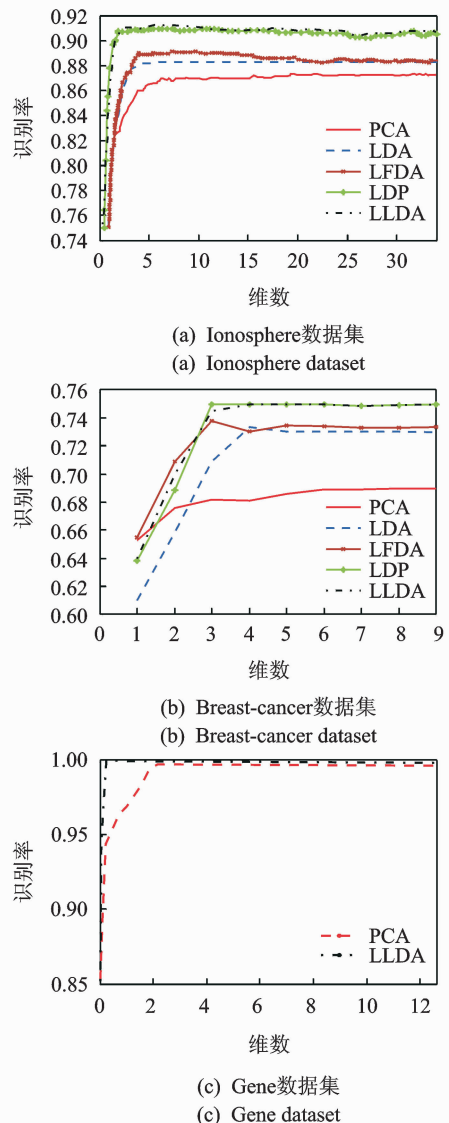 0.92
0.90
0.88
0.86
0.84
0.82
0.80
0.78
0.76
0.74
识别率
PCA
LDA
LFDA
LDP
LLDA
0 5 10 15 20 25 30
维数
(a) Ionosphere数据集
(a) Ionosphere dataset
0.76
0.74
0.72
0.70
0.68
0.66
0.64
0.62
0.60
识别率
PCA
LDA
LFDA
LDP
LLDA
0 1 2 3 4 5 6 7 8 9
维数
(b) Breast-cancer数据集
(b) Breast-cancer dataset
1.00
0.95
0.90
0.85
识别率
PCA
LLDA
0 2 4 6 8 10 12
维数
(c) Gene数据集
(c) Gene dataset